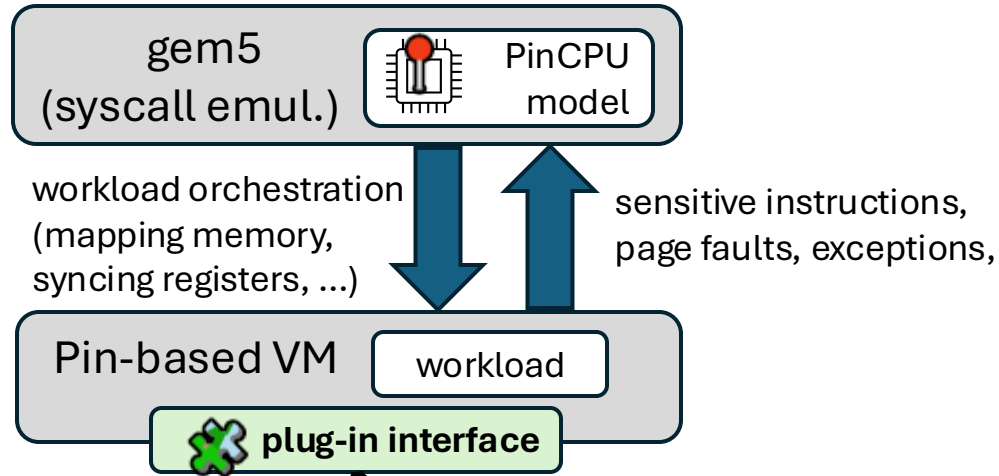 gem5
(syscall emul.)
PinCPU
model
workload orchestration
(mapping memory,
syncing registers, ...)
sensitive instructions,
page faults, exceptions,
Pin-based VM
workload
plug-in interface